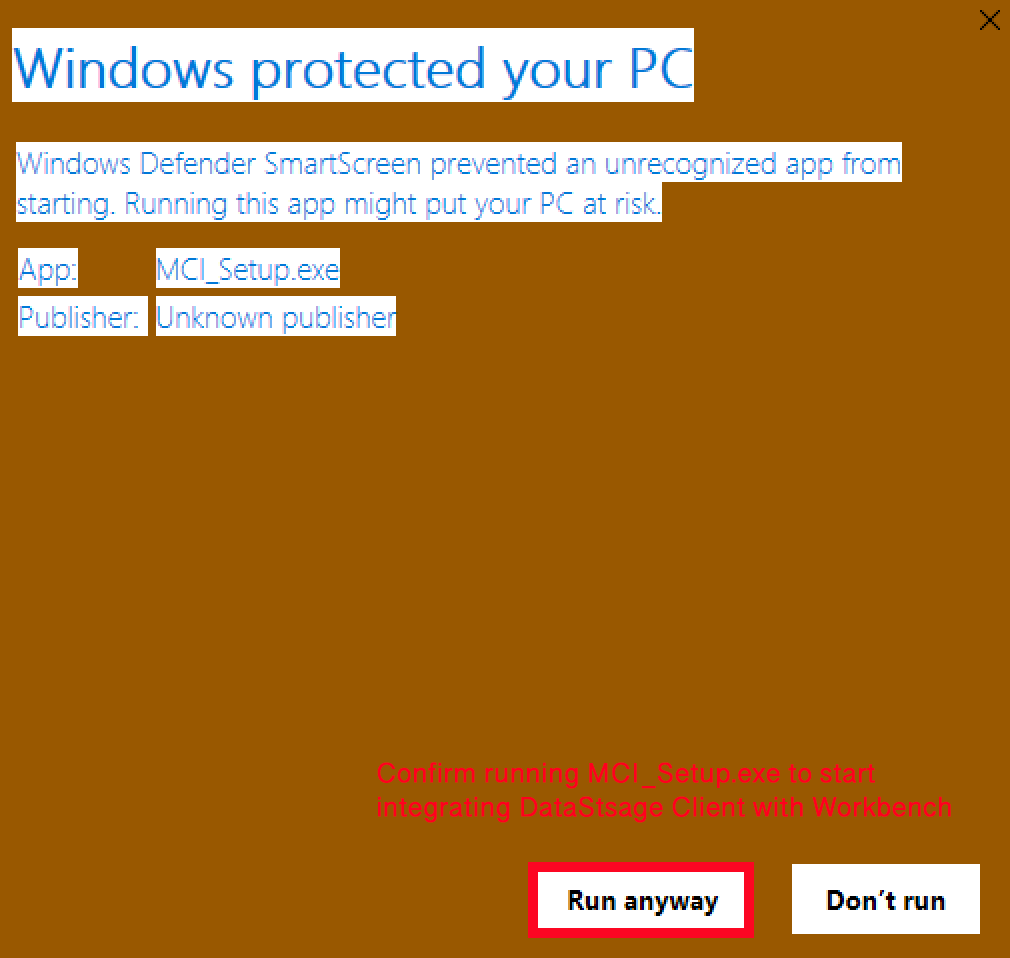 Windows protected your PC
Windows Defender SmartScreen prevented an unrecognized app from
starting. Running this app might put your PC at risk.
App: MCI_Setup.exe
Publisher: Unknown publisher
Confirm running MCI_Setup.exe to start
integrating DataStsage Client with Workbench
Run anyway Don't run